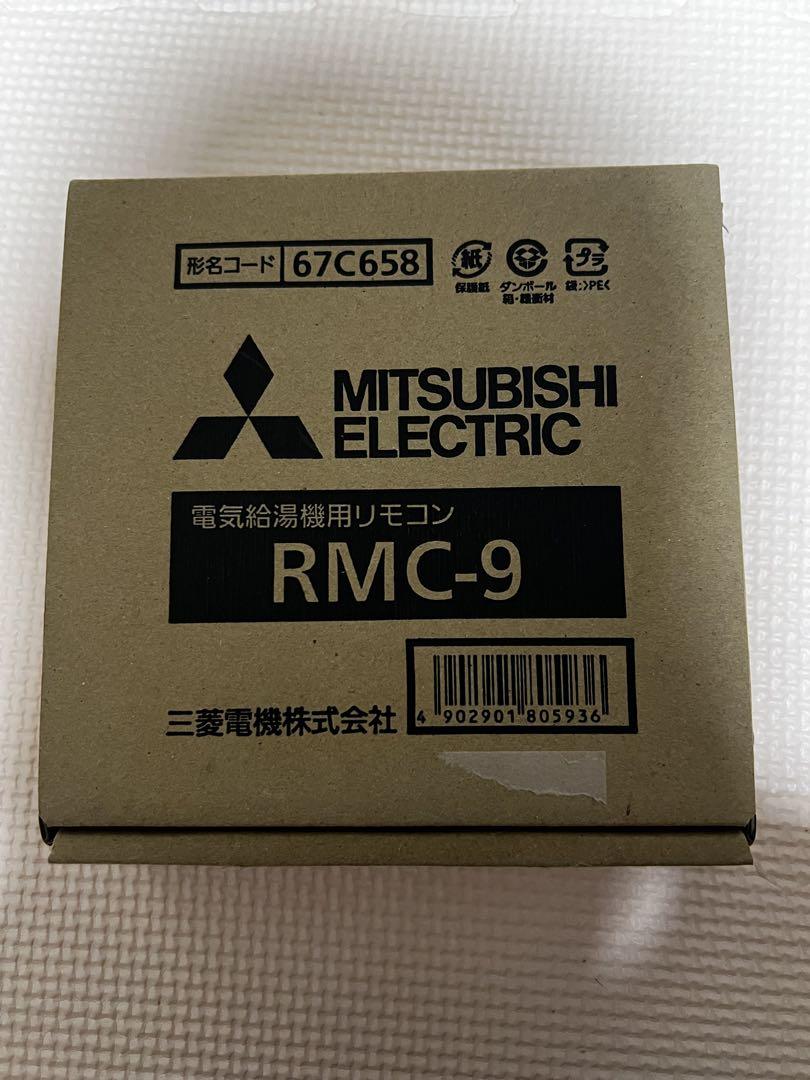 形名コード 67C658
紙 プラ
保護紙 ダンボール 袋:>PE<
箱・緩衝材
MITSUBISHI
ELECTRIC
電気給湯機用リモコン
RMC-9
4 902901 805936
三菱電機株式会社